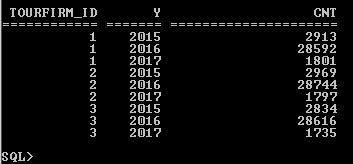 TOURFIRM_ID Y CNT
============ ======= =====================
1 2015 2913
1 2016 28592
1 2017 1801
2 2015 2969
2 2016 28744
2 2017 1797
3 2015 2834
3 2016 28616
3 2017 1735
SQL>